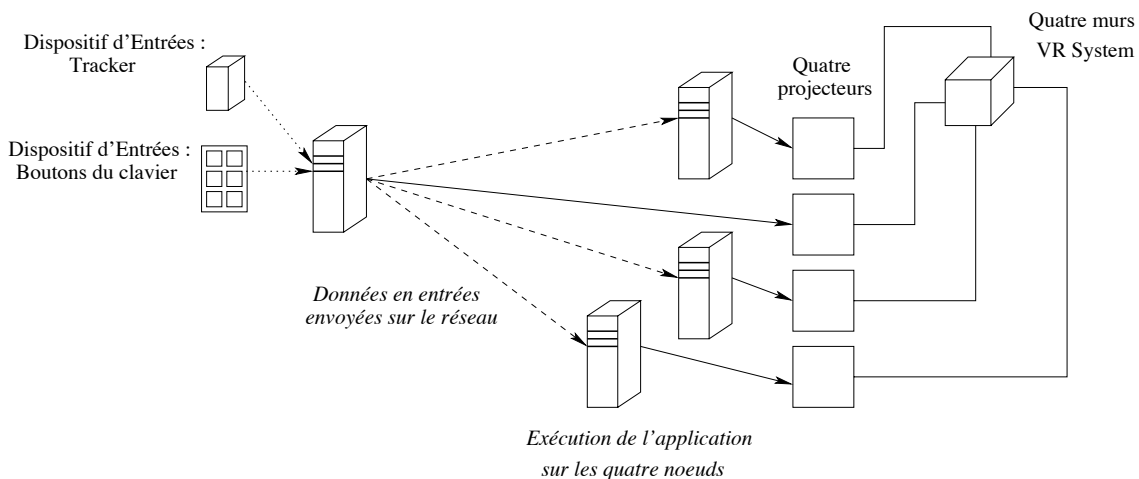 Dispositif d'Entrées :
Tracker
Dispositif d'Entrées :
Boutons du clavier
Données en entrées
envoyées sur le réseau
Exécution de l'application
sur les quatre noeuds
Quatre
projecteurs
Quatre murs
VR System